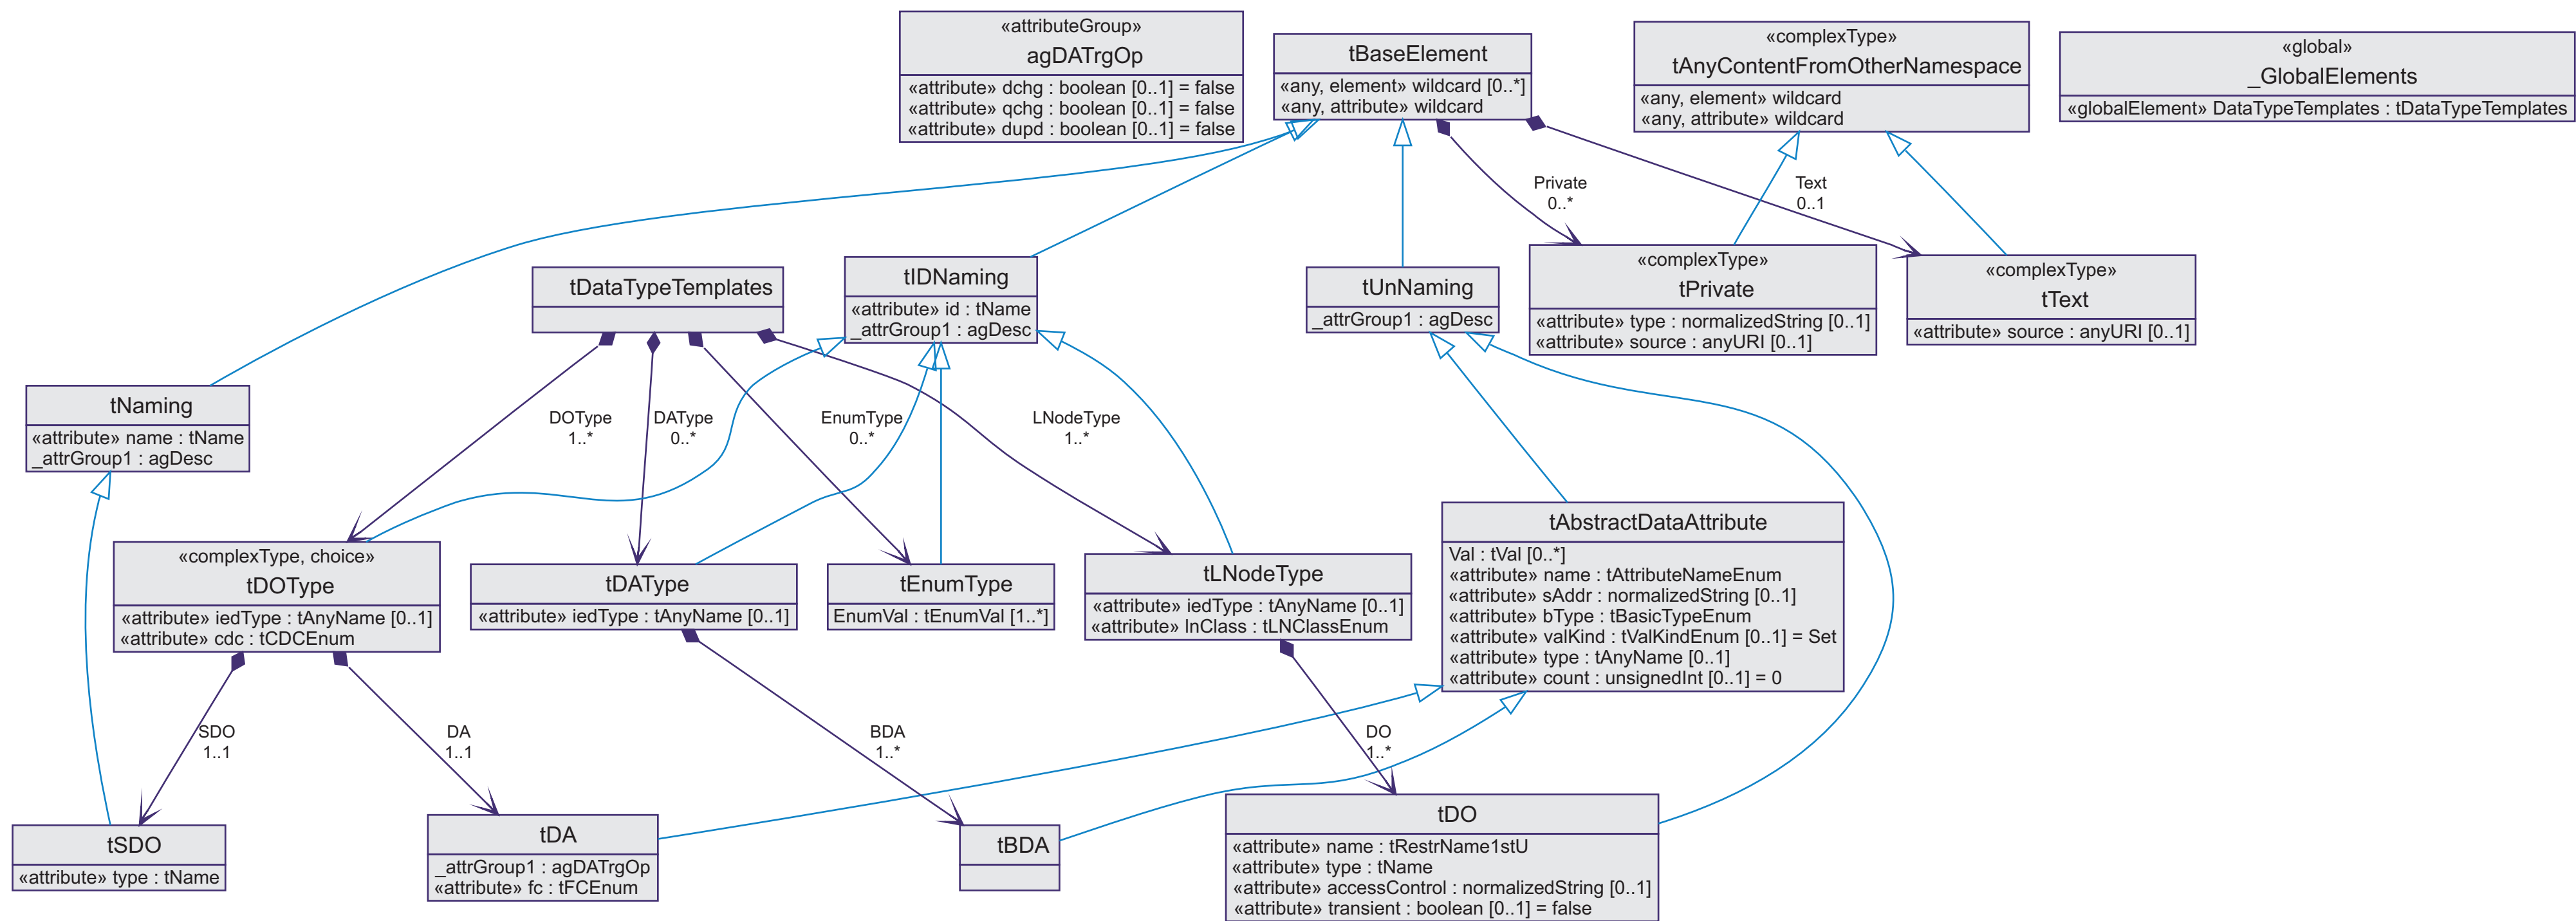 «attributeGroup»
agDATrgOp
«attribute» dchg : boolean [0..1] = false
«attribute» qchg : boolean [0..1] = false
«attribute» dupd : boolean [0..1] = false
tBaseElement
«any, element» wildcard [0..*]
«any, attribute» wildcard
«complexType»
tAnyContentFromOtherNamespace
«any, element» wildcard
«any, attribute» wildcard
«global»
_GlobalElements
«globalElement» DataTypeTemplates : tDataTypeTemplates
Private
0..*
Text
0..1
tDataTypeTemplates
tIDNaming
«attribute» id : tName
_attrGroup1 : agDesc
tUnNaming
_attrGroup1 : agDesc
«complexType»
tPrivate
«attribute» type : normalizedString [0..1]
«attribute» source : anyURI [0..1]
«complexType»
tText
«attribute» source : anyURI [0..1]
tNaming
«attribute» name : tName
_attrGroup1 : agDesc
DOType
1..*
DAType
0..*
EnumType
0..*
LNodeType
1..*
«complexType, choice»
tDOType
«attribute» iedType : tAnyName [0..1]
«attribute» cdc : tCDCEnum
tDAType
«attribute» iedType : tAnyName [0..1]
tEnumType
EnumVal : tEnumVal [1..*]
tLNodeType
«attribute» iedType : tAnyName [0..1]
«attribute» lnClass : tLNClassEnum
tAbstractDataAttribute
Val : tVal [0..*]
«attribute» name : tAttributeNameEnum
«attribute» sAddr : normalizedString [0..1]
«attribute» bType : tBasicTypeEnum
«attribute» valKind : tValKindEnum [0..1] = Set
«attribute» type : tAnyName [0..1]
«attribute» count : unsignedInt [0..1] = 0
SDO
1..1
DA
1..1
BDA
1..*
DO
1..*
tSDO
«attribute» type : tName
tDA
_attrGroup1 : agDATrgOp
«attribute» fc : tFCEnum
tBDA
tDO
«attribute» name : tRestrName1stU
«attribute» type : tName
«attribute» accessControl : normalizedString [0..1]
«attribute» transient : boolean [0..1] = false